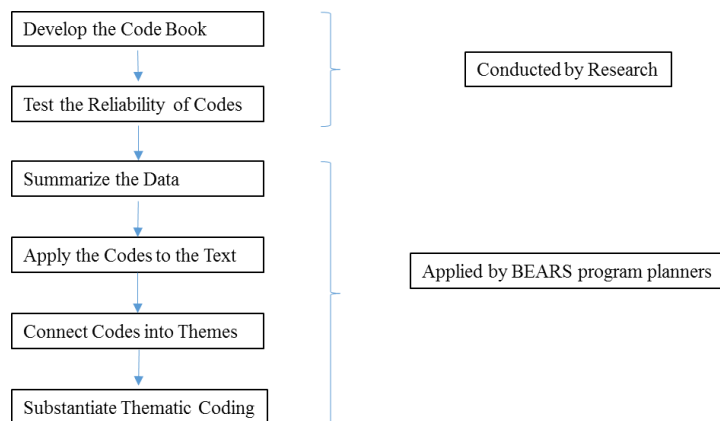 Develop the Code Book
Conducted by Research
Test the Reliability of Codes
Summarize the Data
Apply the Codes to the Text
Applied by BEARS program planners
Connect Codes into Themes
Substantiate Thematic Coding